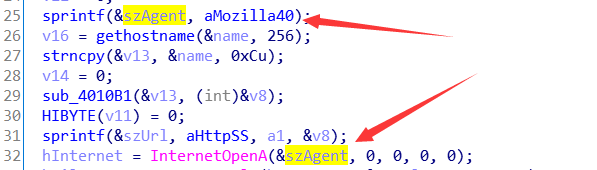 25 sprintf(&szAgent, aMozilla40);
26 v16 = gethostname(&name, 256);
27 strncpy(&v13, &name, 0xCu);
28 v14 = 0;
29 sub_4010B1(&v13, (int)&v8);
30 HIBYTE(v11) = 0;
31 sprintf(&szUrl, aHttpSS, a1, &v8);
32 hInternet = InternetOpenA(&szAgent, 0, 0, 0, 0);